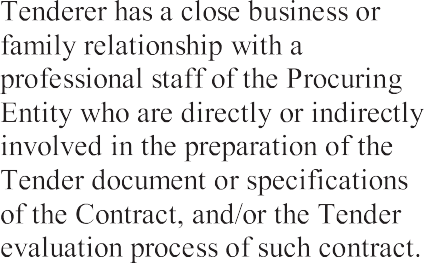 Tenderer has a close business or
family relationship with a
professional staff of the Procuring
Entity who are directly or indirectly
involved in the preparation of the
Tender document or specifications
of the Contract, and/or the Tender
evaluation process of such contract.